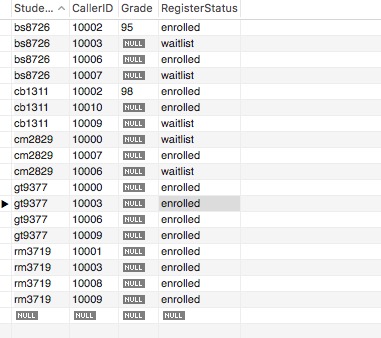 Stude... CallerID Grade RegisterStatus
bs8726 10002 95 enrolled
bs8726 10003 NULL waitlist
bs8726 10006 NULL enrolled
bs8726 10007 NULL waitlist
cb1311 10002 98 enrolled
cb1311 10010 NULL enrolled
cb1311 10009 NULL waitlist
cm2829 10000 NULL waitlist
cm2829 10007 NULL enrolled
cm2829 10006 NULL waitlist
gt9377 10000 NULL enrolled
gt9377 10003 NULL enrolled
gt9377 10006 NULL enrolled
gt9377 10009 NULL enrolled
rm3719 10001 NULL enrolled
rm3719 10003 NULL enrolled
rm3719 10008 NULL enrolled
rm3719 10009 NULL enrolled
NULL NULL NULL NULL